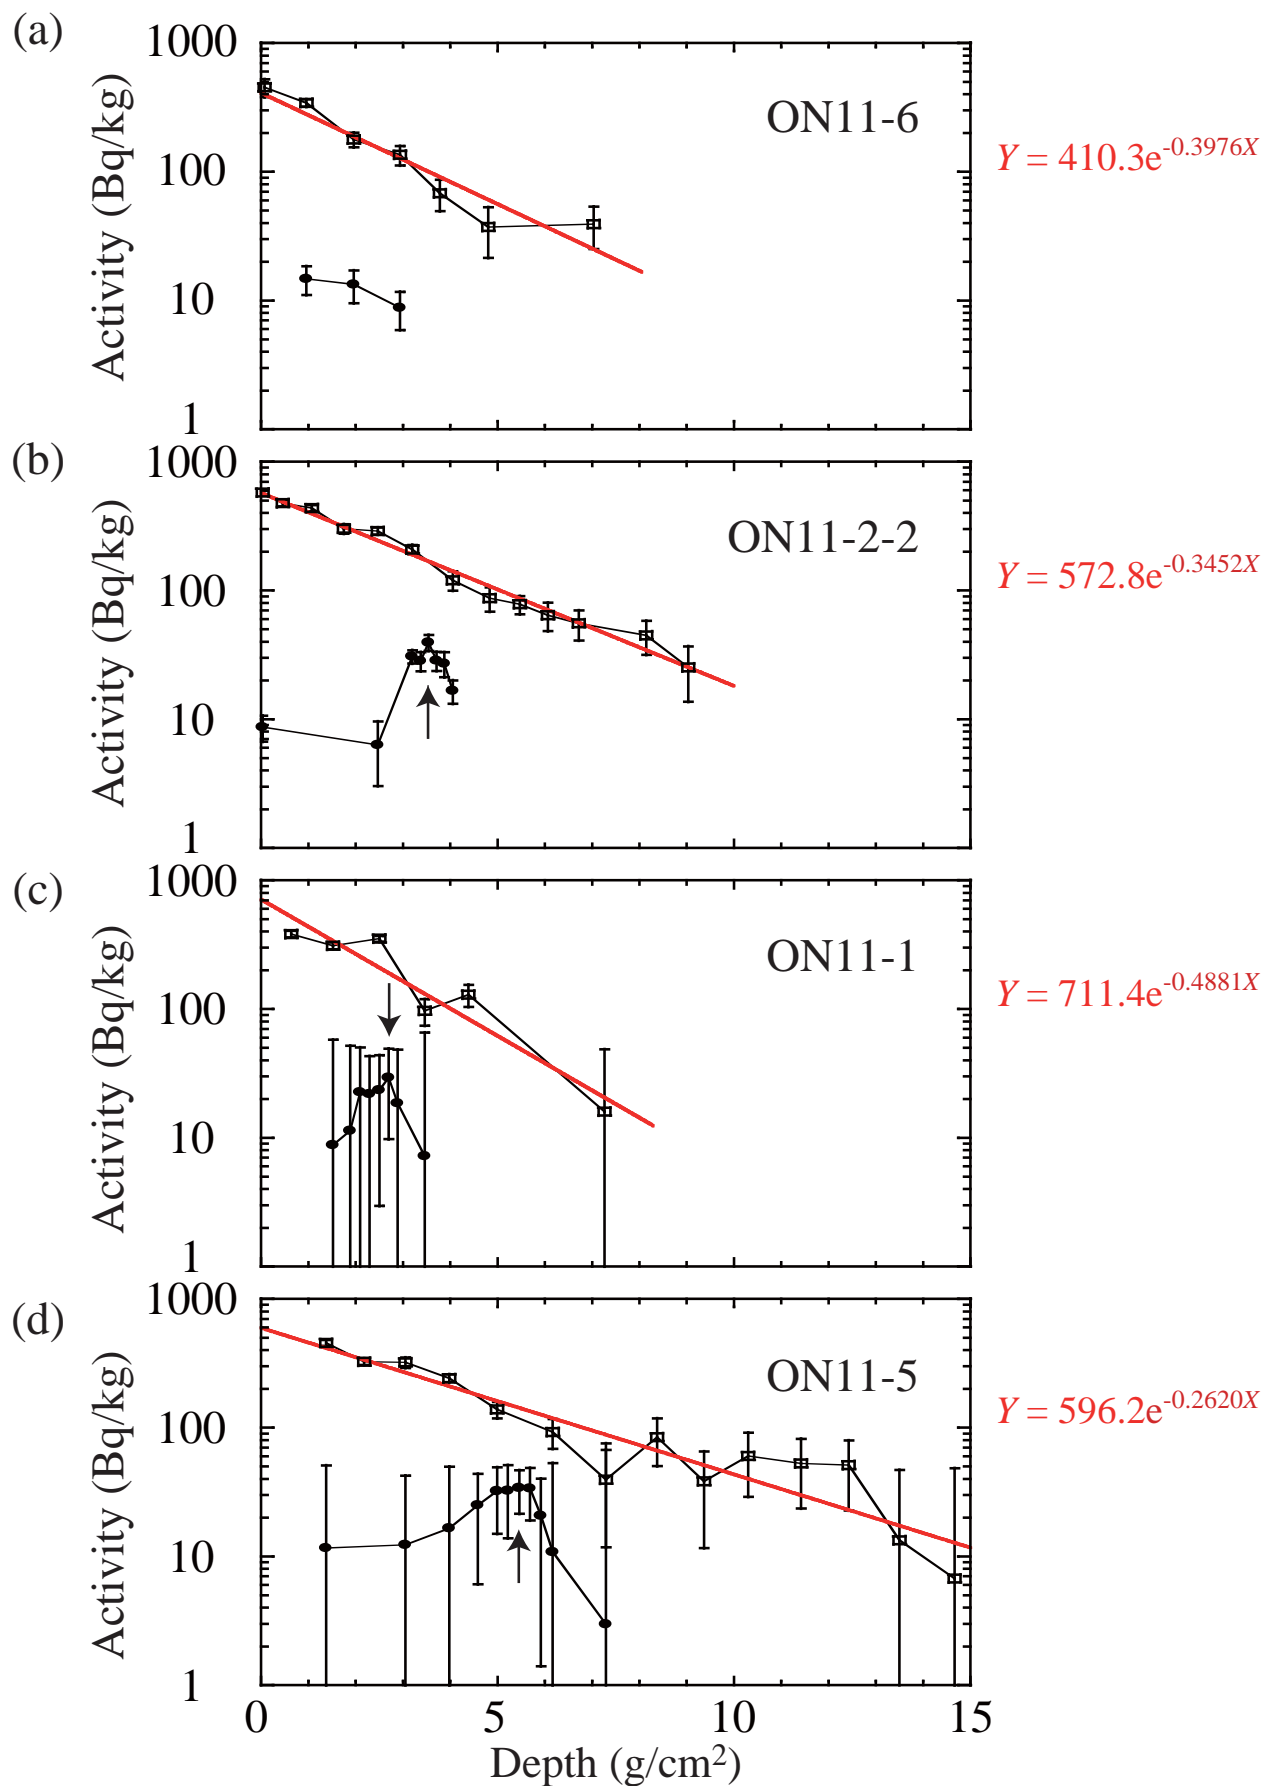 (a)
1000
100
10
1
Activity (Bq/kg)
ON11-6
Y = 410.3e^-0.3976X
(b)
1000
100
10
1
Activity (Bq/kg)
ON11-2-2
Y = 572.8e^-0.3452X
(c)
1000
100
10
1
Activity (Bq/kg)
ON11-1
Y = 711.4e^-0.4881X
(d)
1000
100
10
1
Activity (Bq/kg)
ON11-5
Y = 596.2e^-0.2620X
0 5 10 15
Depth (g/cm²)